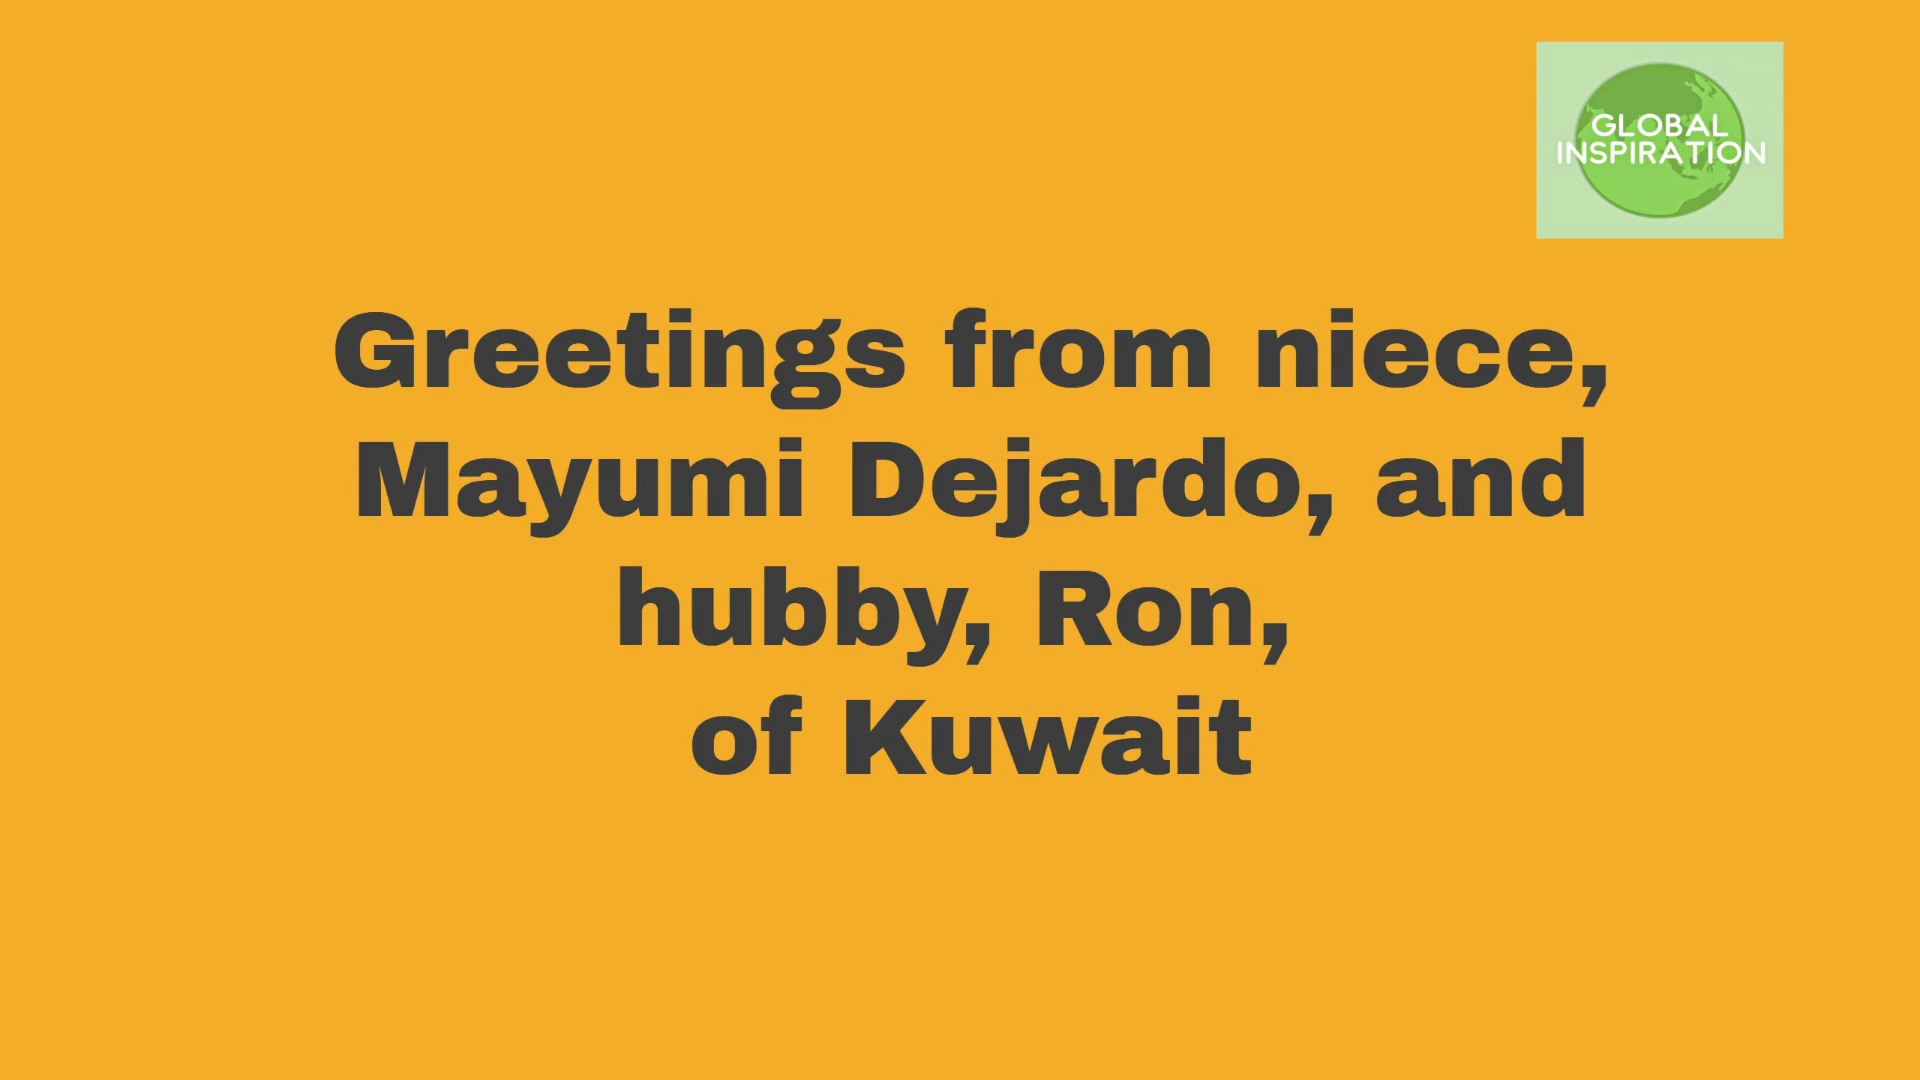 GLOBAL
INSPIRATION
Greetings from niece,
Mayumi Dejardo, and
hubby, Ron,
of Kuwait